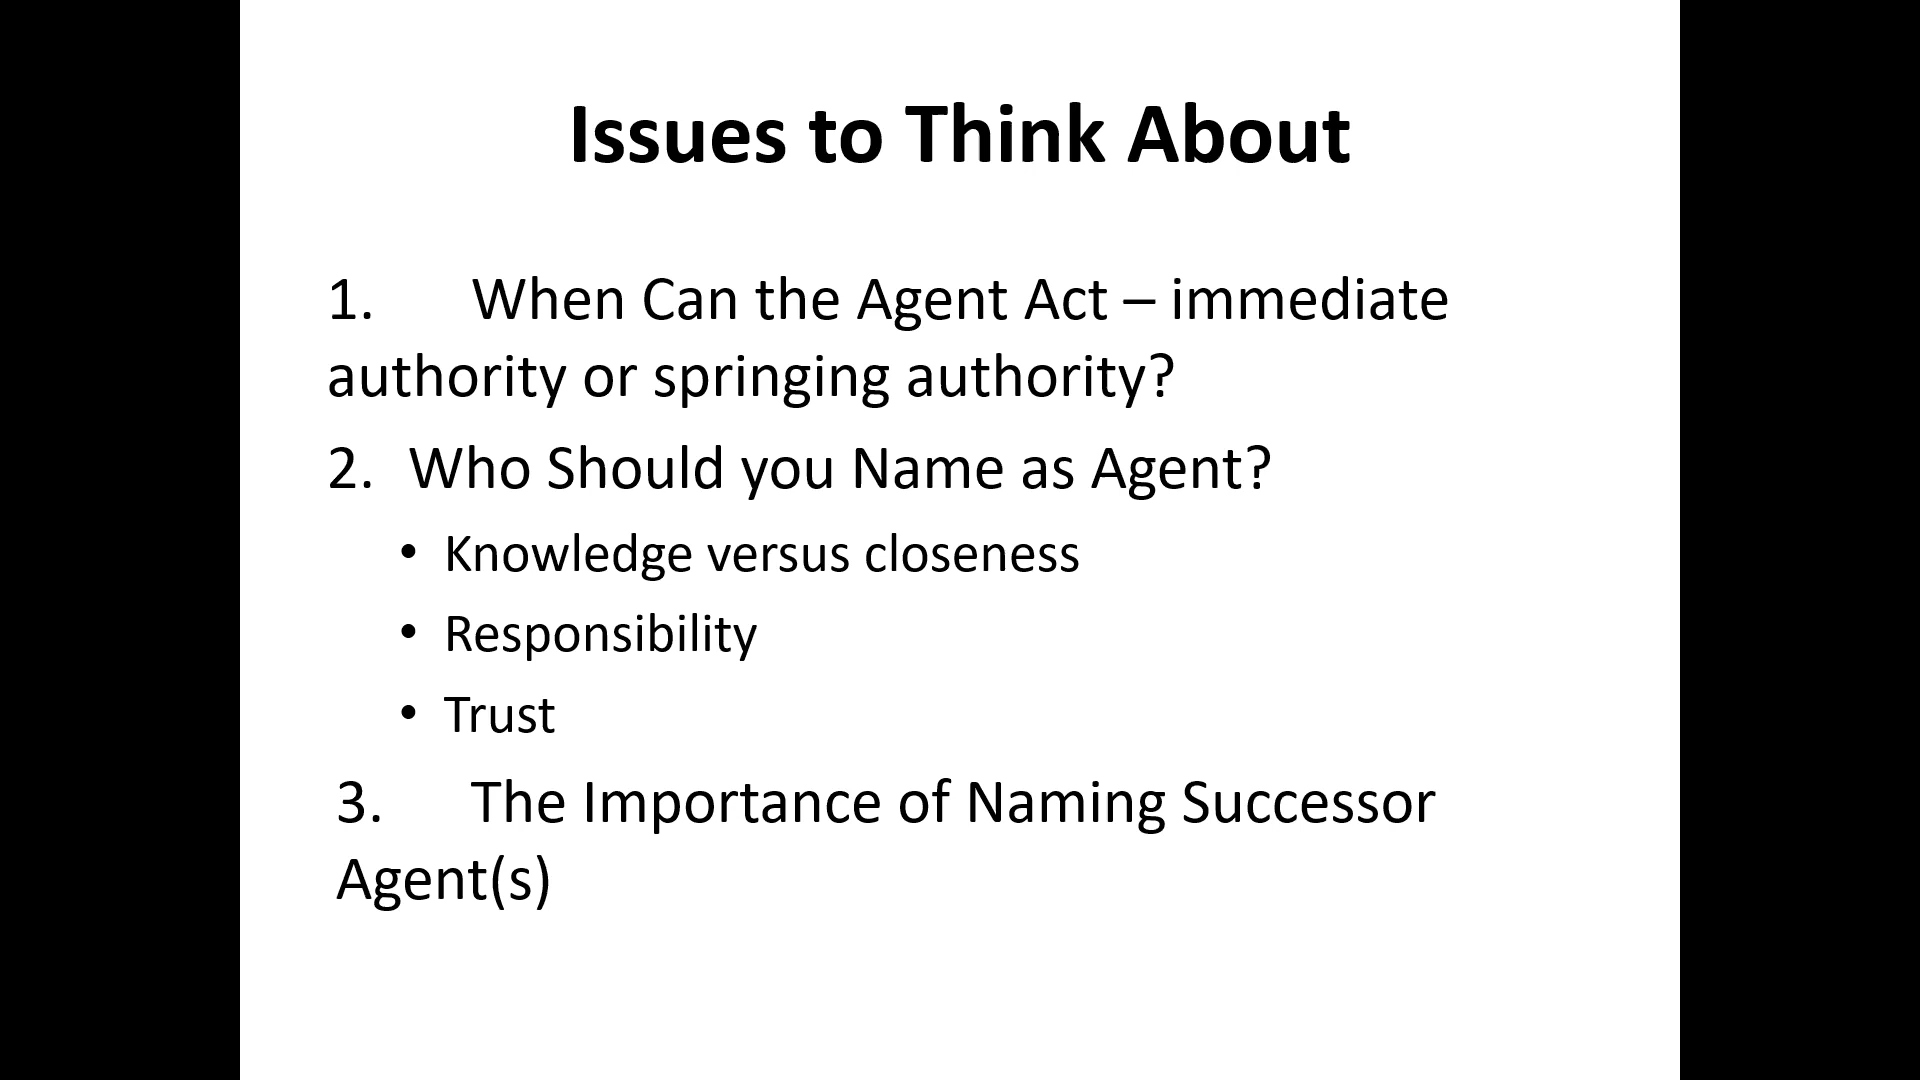 Issues to Think About
1. When Can the Agent Act – immediate
authority or springing authority?
2. Who Should you Name as Agent?
• Knowledge versus closeness
• Responsibility
• Trust
3. The Importance of Naming Successor
Agent(s)